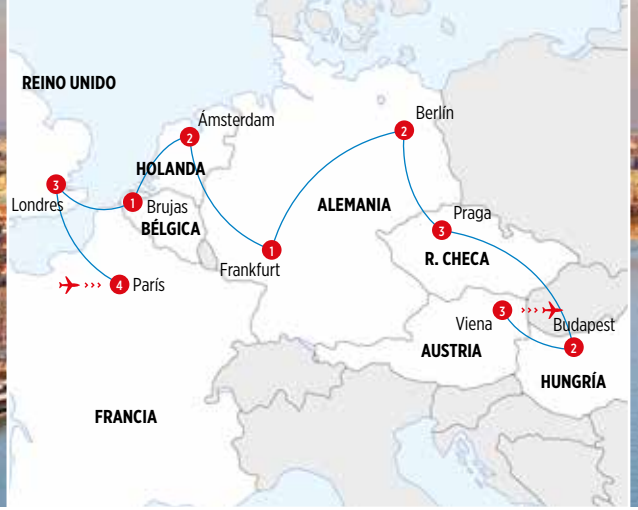 REINO UNIDO
Ámsterdam
2
Berlín
2
HOLANDA
3
Londres
1
Brujas
BÉLGICA
ALEMANIA
Praga
3
1
Frankfurt
R. CHECA
4
París
3
Viena
Budapest
2
AUSTRIA
HUNGRÍA
FRANCIA